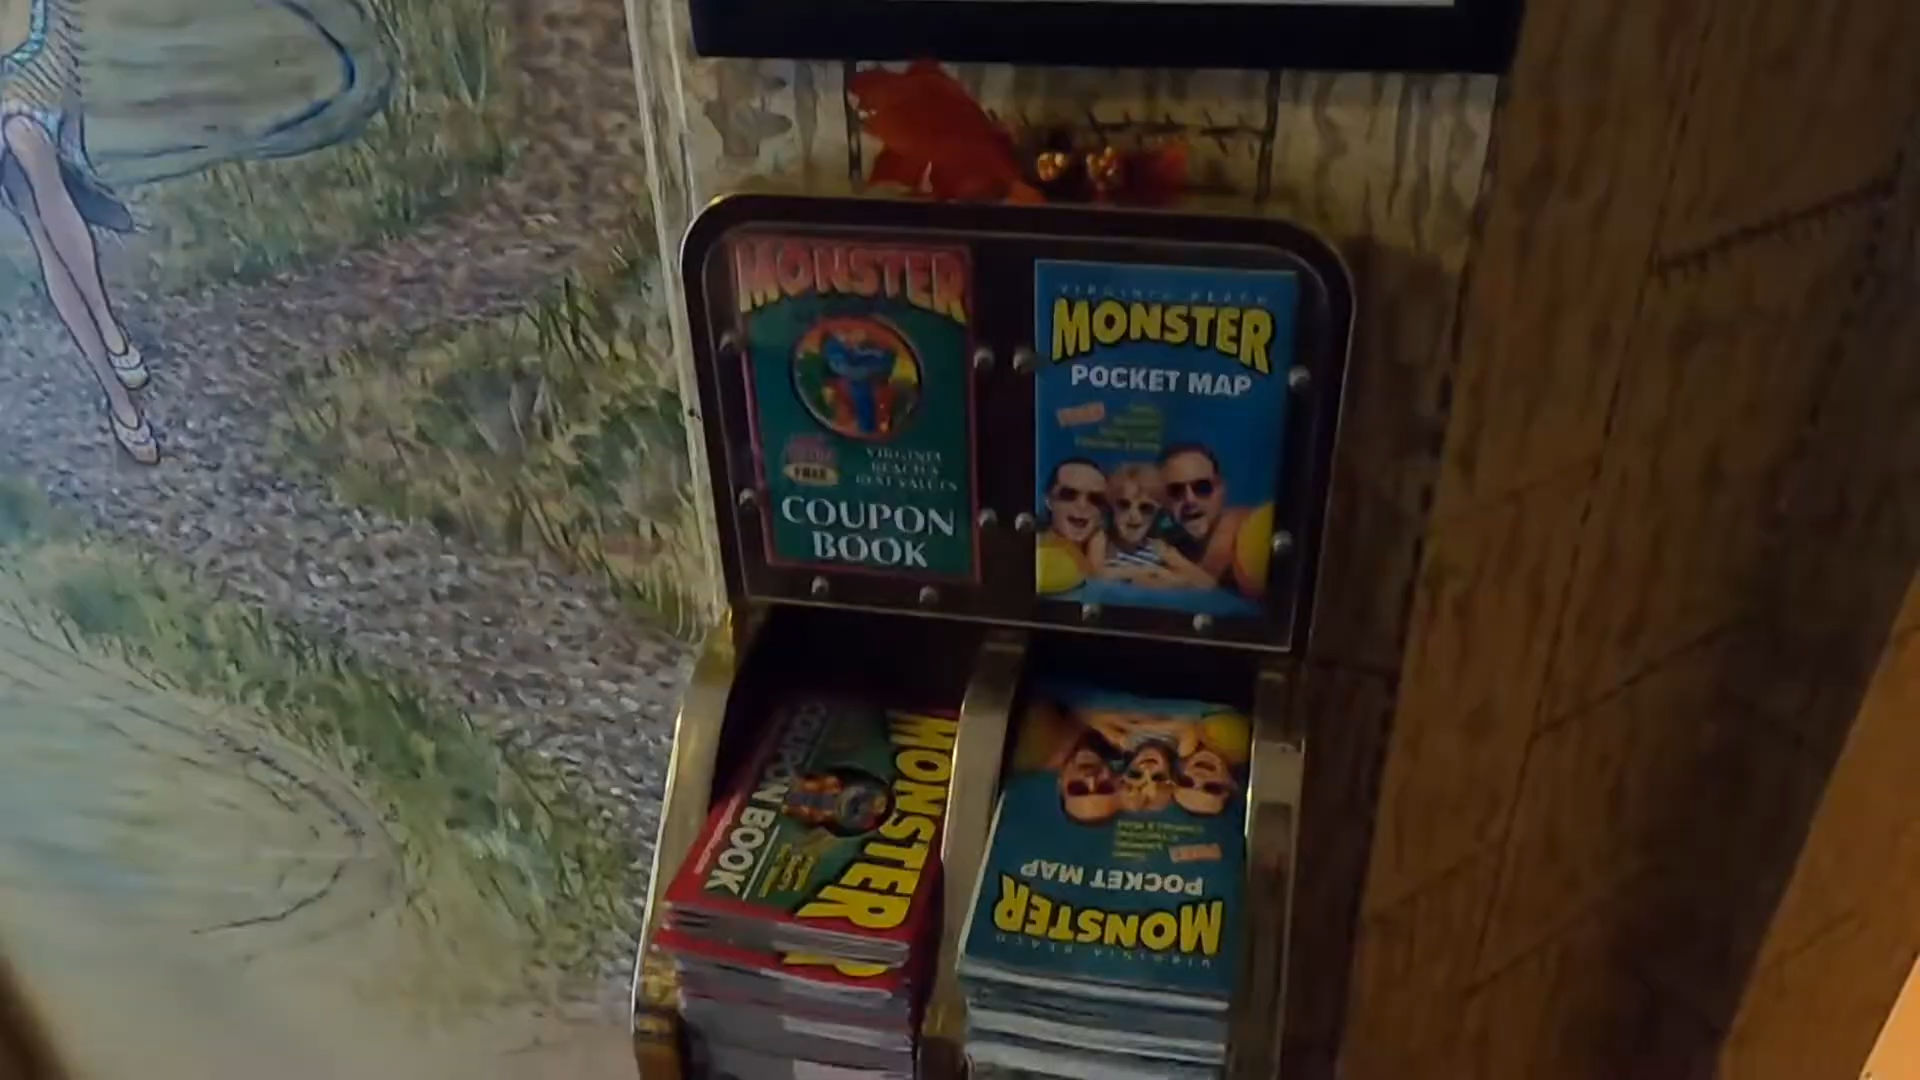 MONSTER
FREE
VIRGINIA
BEACH'S
BEST VALUES
COUPON
BOOK
VIRGINIA BEACH
MONSTER
POCKET MAP
MONSTER
COUPON BOOK
VIRGINIA BEACH
MONSTER
POCKET MAP